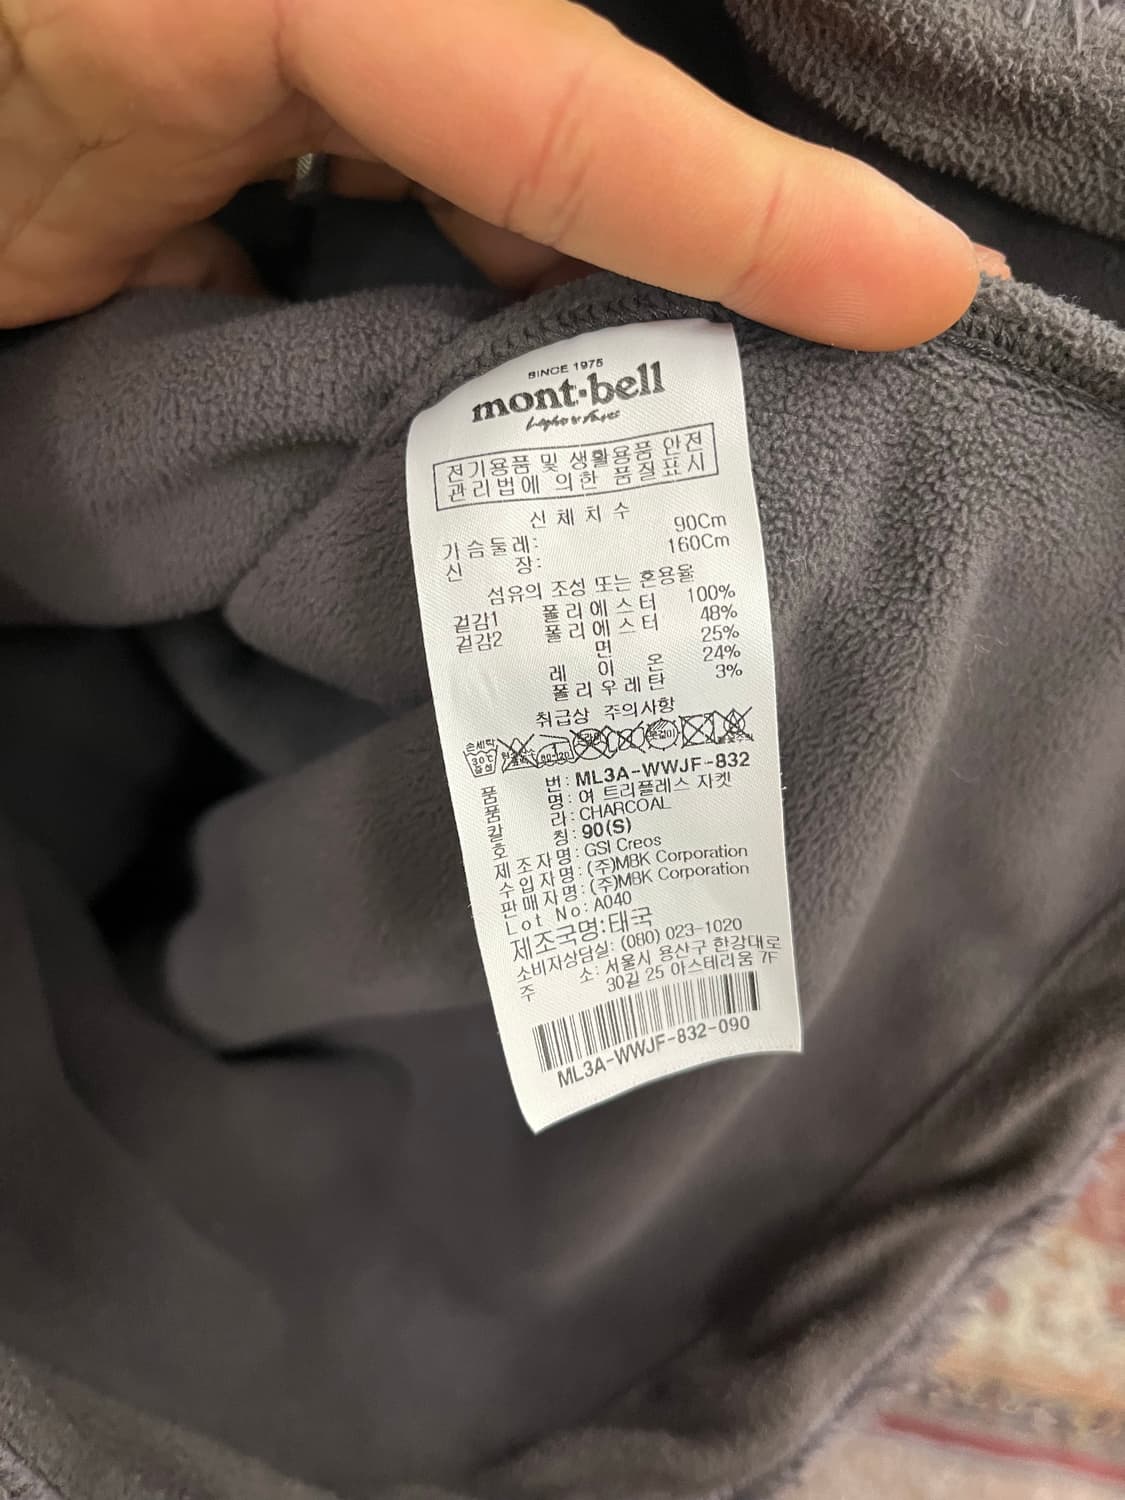 SINCE 1975
mont·bell
전기용품 및 생활용품 안전
관리법에 의한 품질표시
신체치수
가슴둘레: 90Cm
신 장: 160Cm
섬유의 조성 또는 혼용율
겉감1 폴리에스터 100%
겉감2 폴리에스터 48%
면 25%
레 이 온 24%
폴리우레탄 3%
취급상 주의사항
손세탁
30℃
중성
옷걸이
품 번: ML3A-WWJF-832
품 명: 여 트리플레스 자켓
칼 라: CHARCOAL
호 칭: 90(S)
제조자명: GSI Creos
수입자명: (주)MBK Corporation
판매자명: (주)MBK Corporation
Lot No: A040
제조국명:태국
소비자상담실: (080) 023-1020
주 소: 서울시 용산구 한강대로
30길 25 아스테리움 7F
ML3A-WWJF-832-090